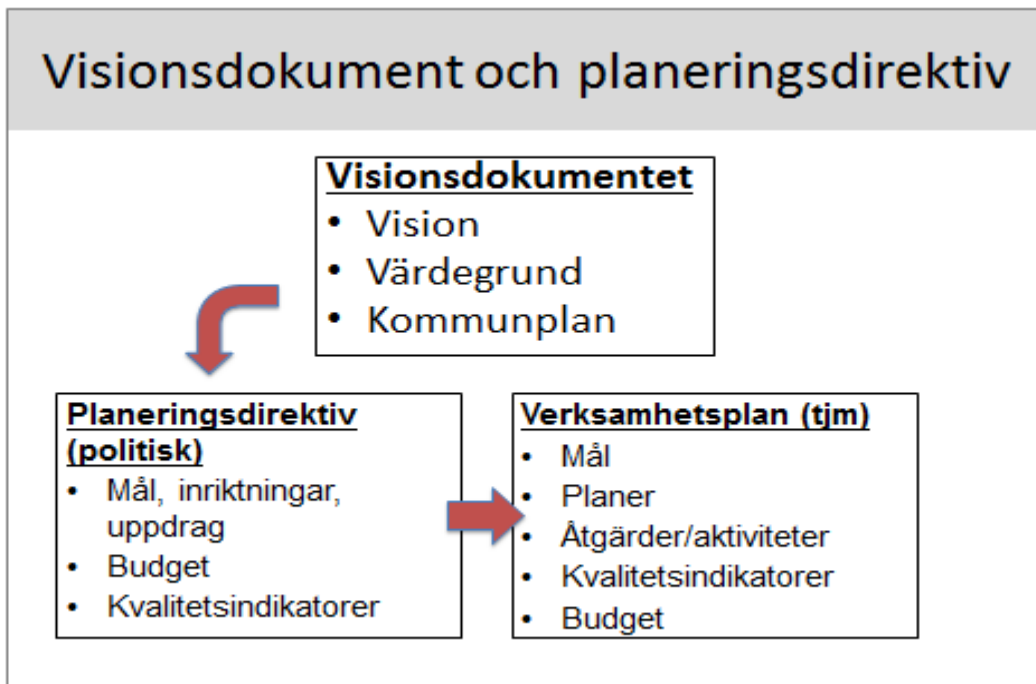 Visionsdokument och planeringsdirektiv
Visionsdokumentet
• Vision
• Värdegrund
• Kommunplan
Planeringsdirektiv
(politisk)
• Mål, inriktningar,
uppdrag
• Budget
• Kvalitetsindikatorer
Verksamhetsplan (tjm)
• Mål
• Planer
• Åtgärder/aktiviteter
• Kvalitetsindikatorer
• Budget